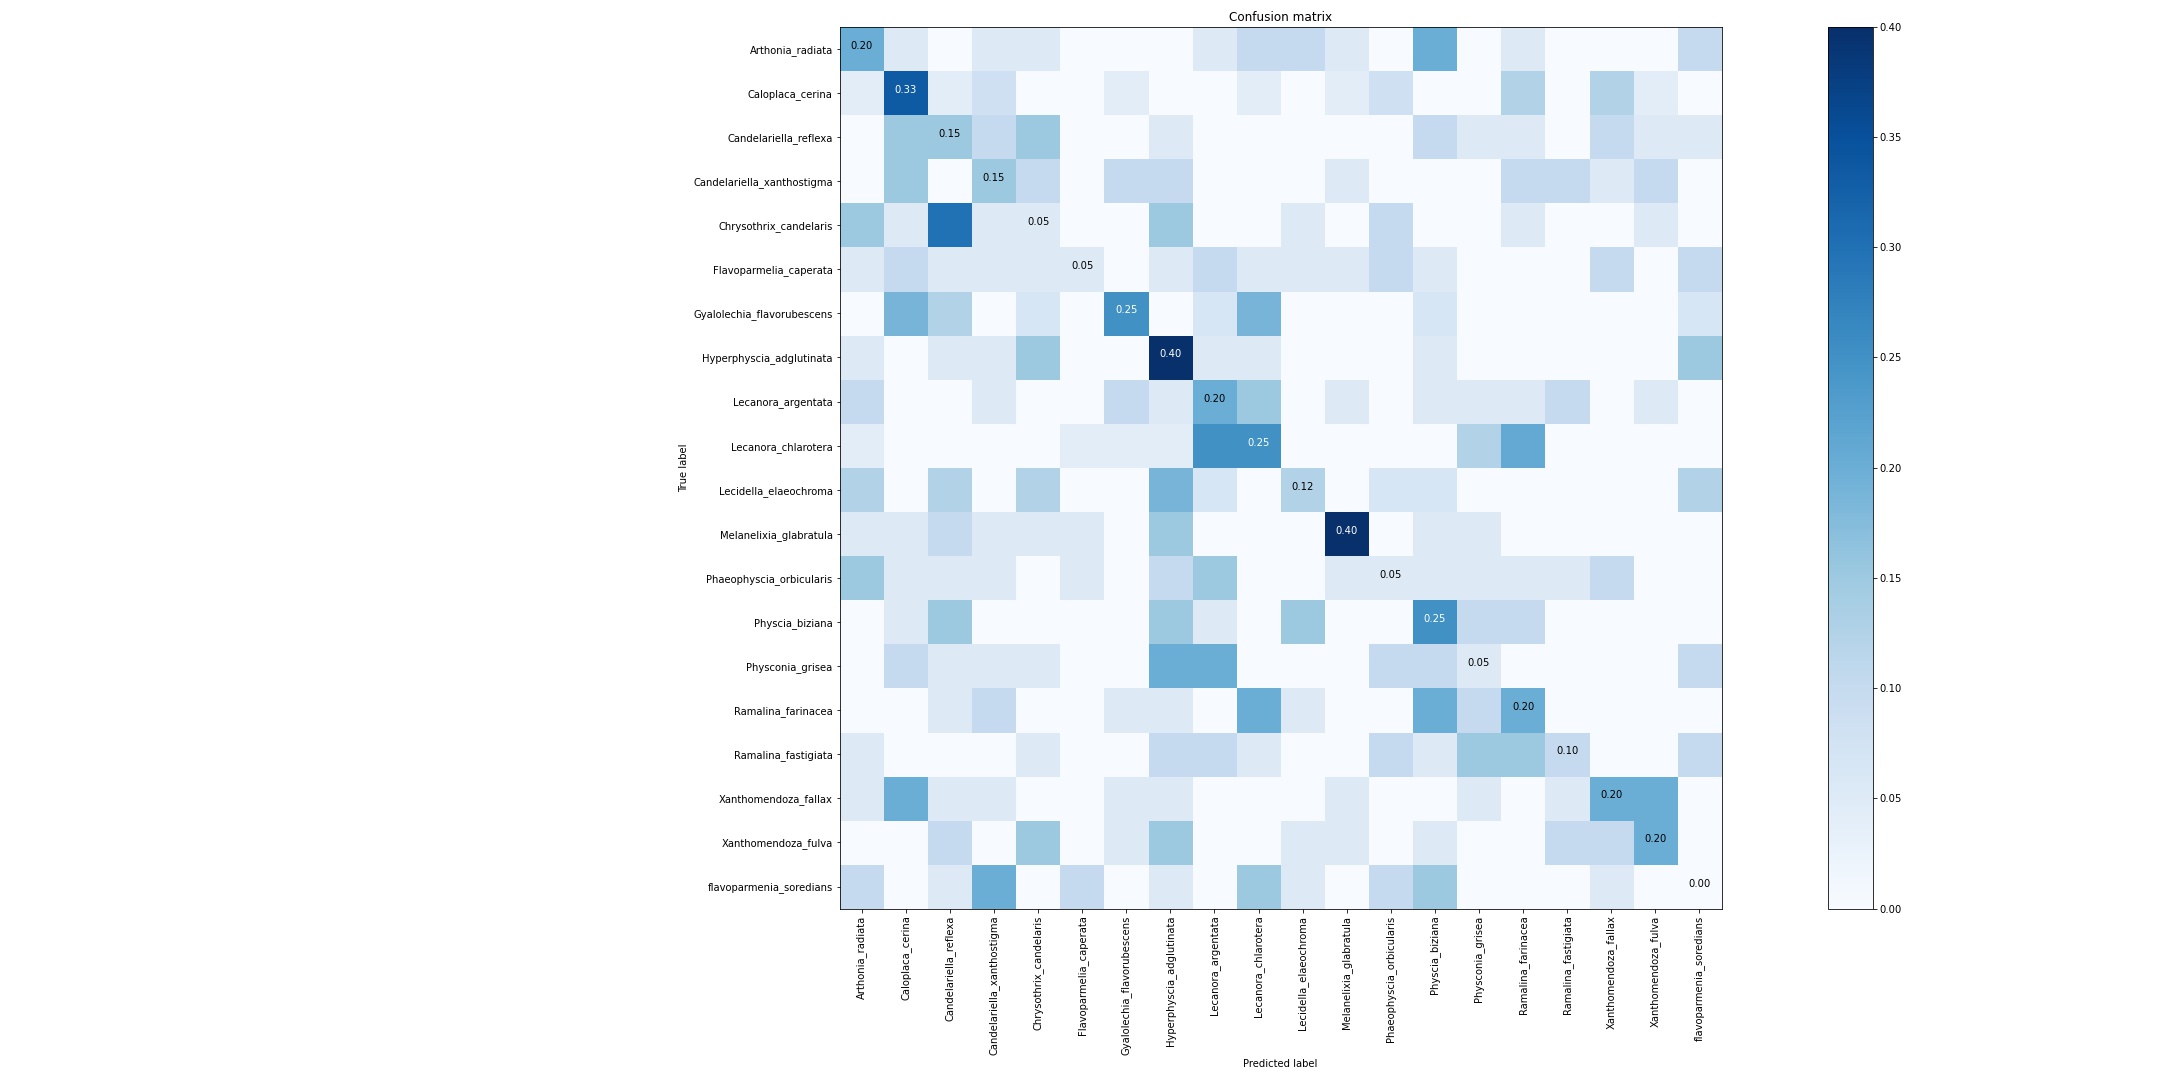 Confusion matrix
True label
Arthonia_radiata
Caloplaca_cerina
Candelariella_reflexa
Candelariella_xanthostigma
Chrysothrix_candelaris
Flavoparmelia_caperata
Gyalolechia_flavorubescens
Hyperphyscia_adglutinata
Lecanora_argentata
Lecanora_chlarotera
Lecidella_elaeochroma
Melanelixia_glabratula
Phaeophyscia_orbicularis
Physcia_biziana
Physconia_grisea
Ramalina_farinacea
Ramalina_fastigiata
Xanthomendoza_fallax
Xanthomendoza_fulva
flavoparmenia_soredians
0.20
0.33
0.15
0.15
0.05
0.05
0.25
0.40
0.20
0.25
0.12
0.40
0.05
0.25
0.05
0.20
0.10
0.20
0.20
0.00
Arthonia_radiata
Caloplaca_cerina
Candelariella_reflexa
Candelariella_xanthostigma
Chrysothrix_candelaris
Flavoparmelia_caperata
Gyalolechia_flavorubescens
Hyperphyscia_adglutinata
Lecanora_argentata
Lecanora_chlarotera
Lecidella_elaeochroma
Melanelixia_glabratula
Phaeophyscia_orbicularis
Physcia_biziana
Physconia_grisea
Ramalina_farinacea
Ramalina_fastigiata
Xanthomendoza_fallax
Xanthomendoza_fulva
flavoparmenia_soredians
Predicted label
0.40
0.35
0.30
0.25
0.20
0.15
0.10
0.05
0.00